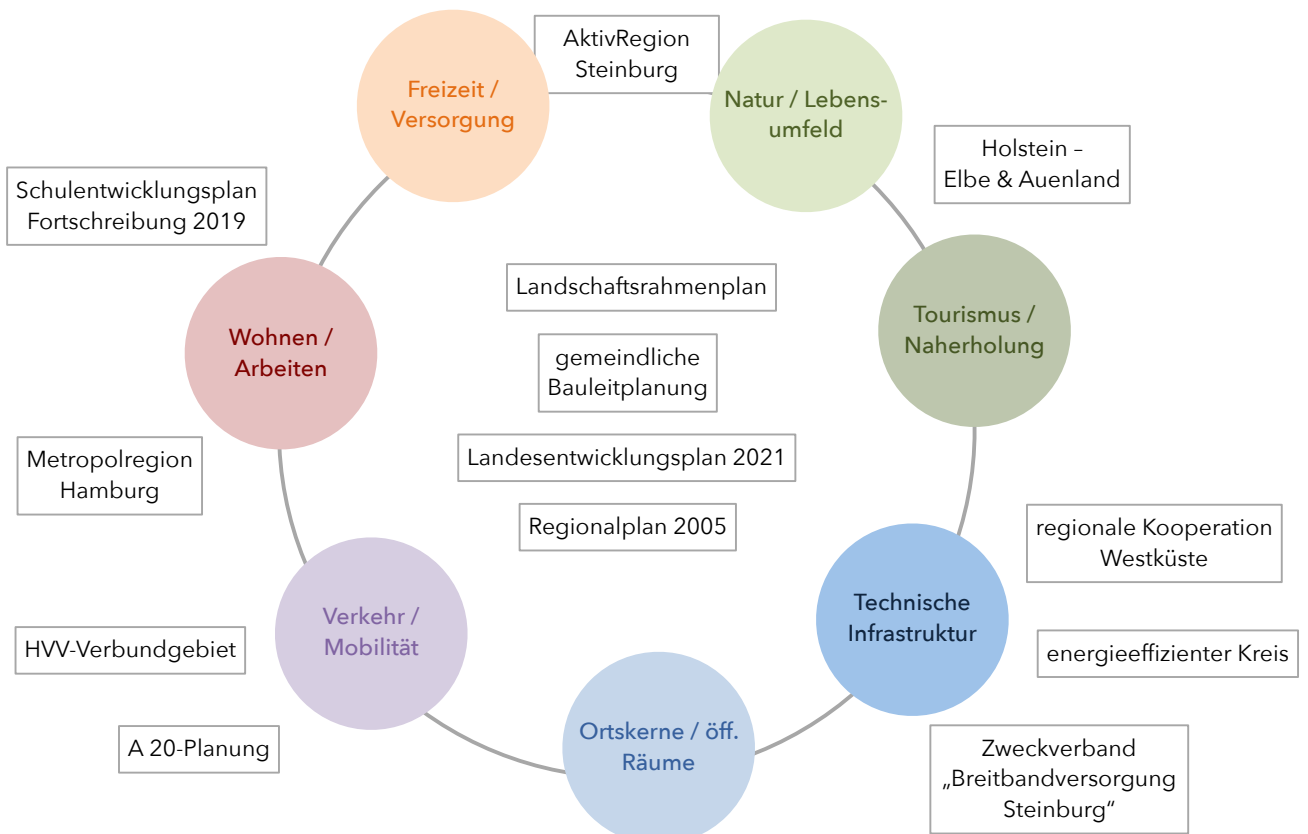 AktivRegion
Steinburg
Freizeit /
Versorgung
Natur / Lebens-
umfeld
Holstein –
Elbe & Auenland
Schulentwicklungsplan
Fortschreibung 2019
Landschaftsrahmenplan
Tourismus /
Naherholung
Wohnen /
Arbeiten
gemeindliche
Bauleitplanung
Metropolregion
Hamburg
Landesentwicklungsplan 2021
Regionalplan 2005
regionale Kooperation
Westküste
Technische
Infrastruktur
Verkehr /
Mobilität
HVV-Verbundgebiet
energieeffizienter Kreis
A 20-Planung
Ortskerne / öff.
Räume
Zweckverband
„Breitbandversorgung
Steinburg“